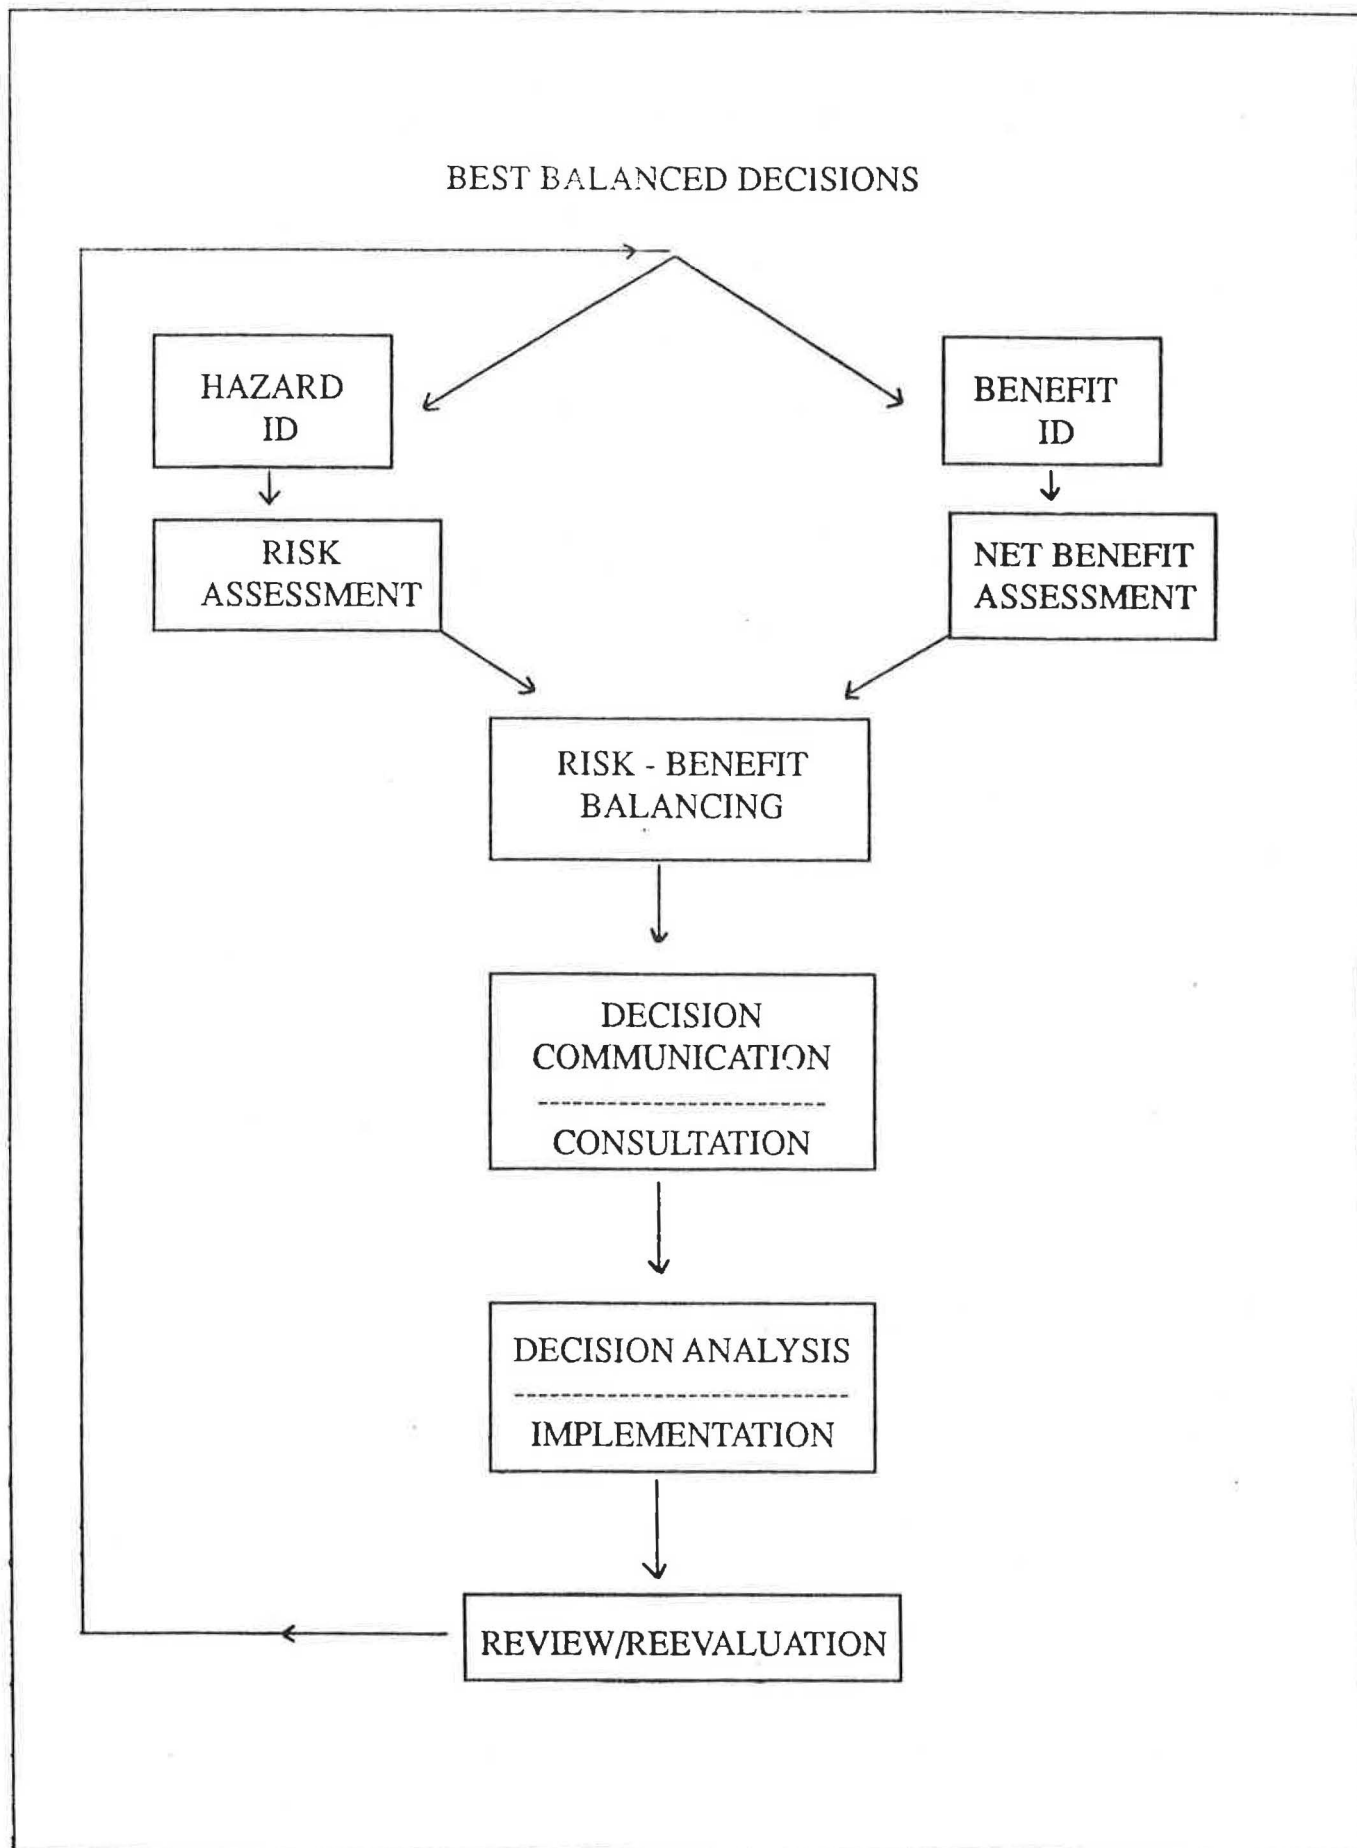 BEST BALANCED DECISIONS
HAZARD
ID
BENEFIT
ID
RISK
ASSESSMENT
NET BENEFIT
ASSESSMENT
RISK - BENEFIT
BALANCING
DECISION
COMMUNICATION
CONSULTATION
DECISION ANALYSIS
IMPLEMENTATION
REVIEW/REEVALUATION